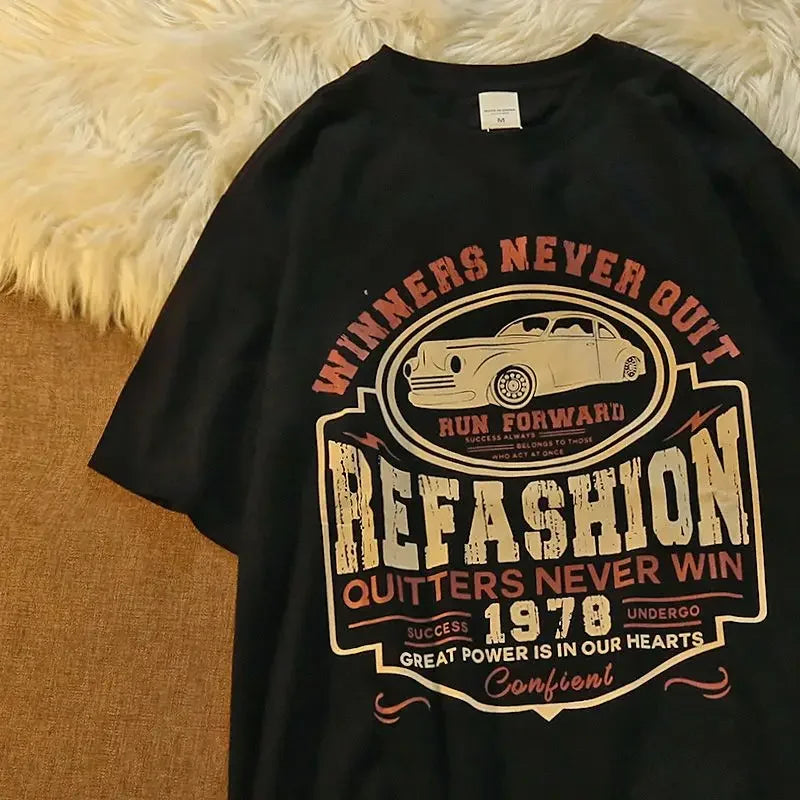 M
WINNERS NEVER QUIT
RUN FORWARD
SUCCESS ALWAYS
BELONGS TO THOSE
WHO ACT AT ONCE
REFASHION
QUITTERS NEVER WIN
SUCCESS 1978 UNDERGO
GREAT POWER IS IN OUR HEARTS
Confient